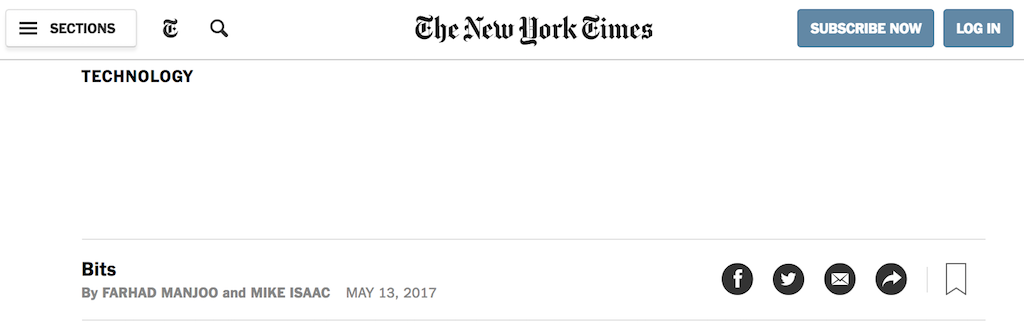 SECTIONS
The New York Times
SUBSCRIBE NOW
LOG IN
TECHNOLOGY
Bits
By FARHAD MANJOO and MIKE ISAAC MAY 13, 2017